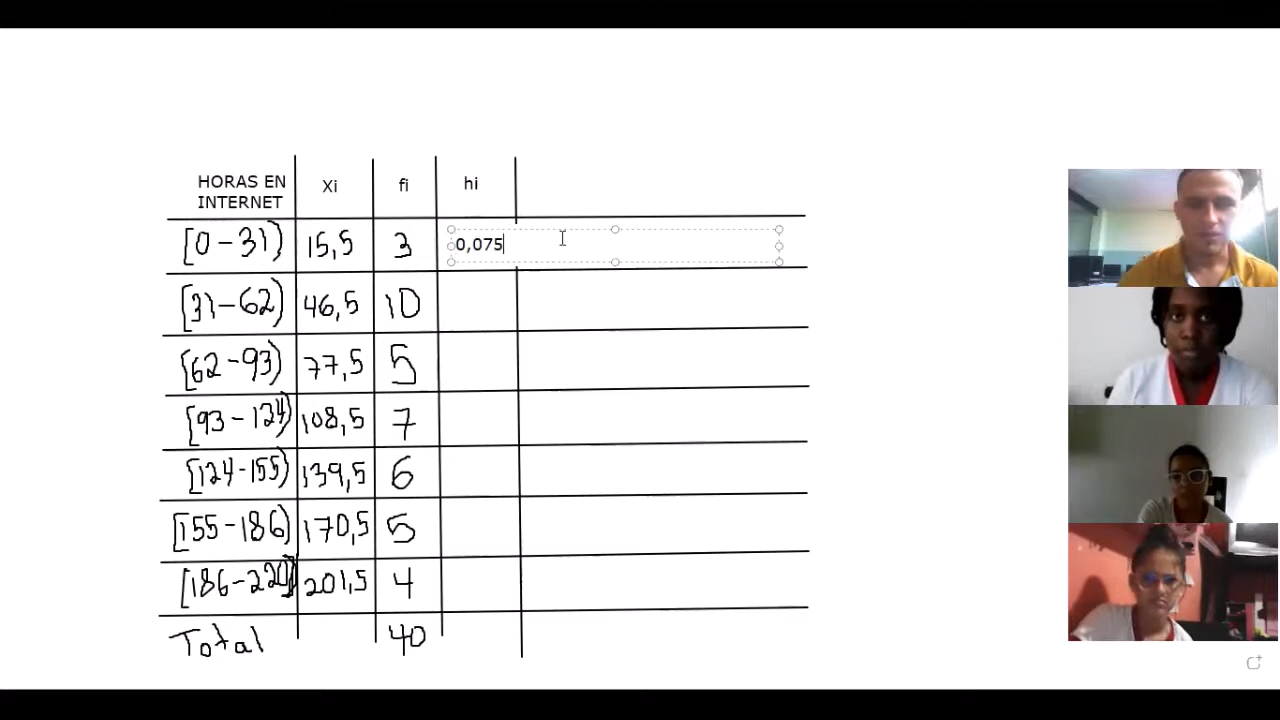 HORAS EN INTERNET Xi fi hi
[0-31) 15,5 3 0,075
[31-62) 46,5 10
[62-93) 77,5 5
[93-124) 108,5 7
[124-155) 139,5 6
[155-186) 170,5 5
[186-220] 201,5 4
Total 40